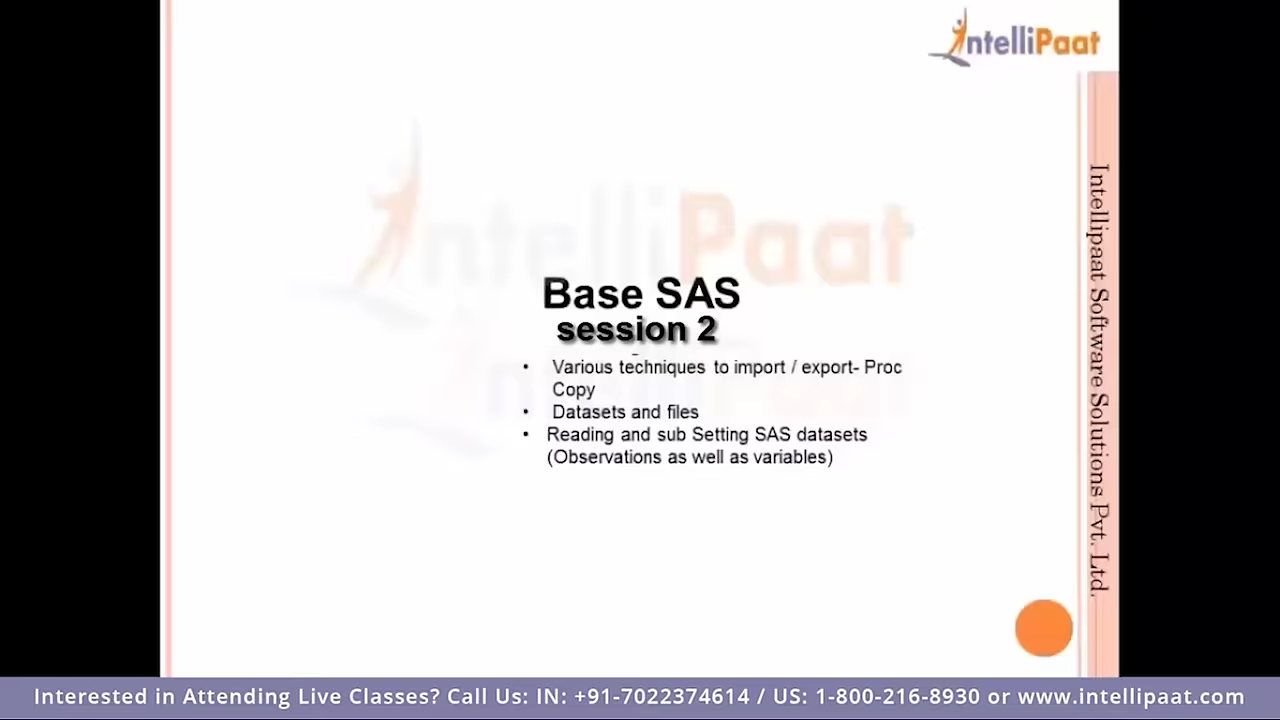 IntelliPaat
IntelliPaat
Base SAS
session 2
• Various techniques to import / export- Proc
Copy
• Datasets and files
• Reading and sub Setting SAS datasets
(Observations as well as variables)
Intellipaat Software Solutions Pvt. Ltd.
Interested in Attending Live Classes? Call Us: IN: +91-7022374614 / US: 1-800-216-8930 or www.intellipaat.com